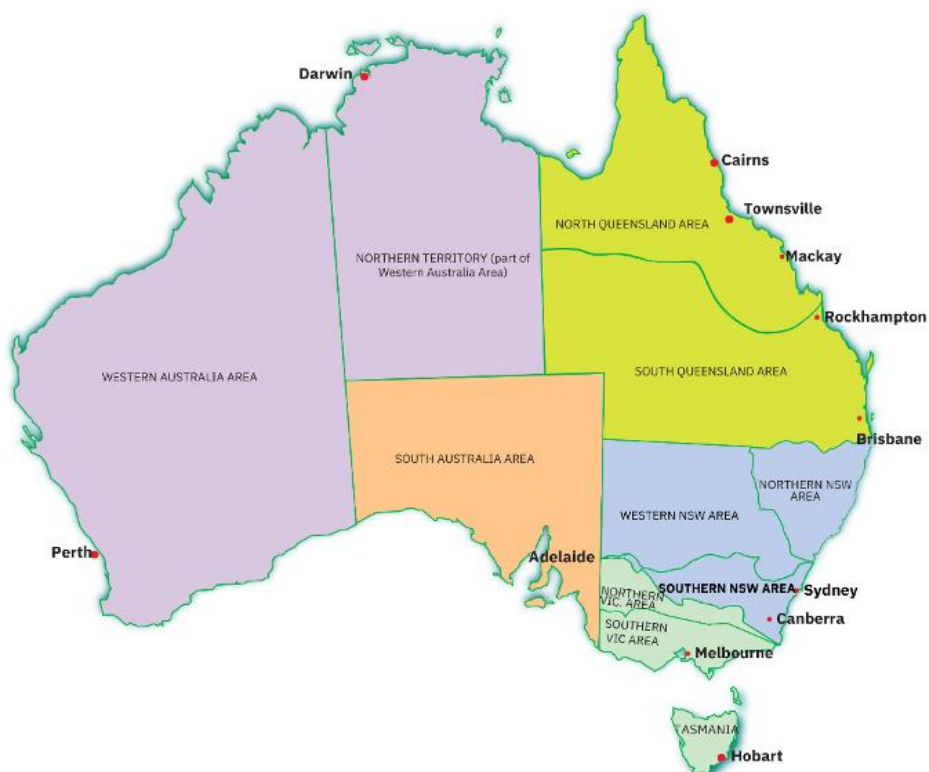 Darwin
Cairns
Townsville
NORTH QUEENSLAND AREA
NORTHERN TERRITORY (part of
Western Australia Area)
Mackay
Rockhampton
WESTERN AUSTRALIA AREA
SOUTH QUEENSLAND AREA
Brisbane
SOUTH AUSTRALIA AREA
NORTHERN NSW
AREA
WESTERN NSW AREA
Perth
Adelaide
SOUTHERN NSW AREA
Sydney
NORTHERN
VIC. AREA
Canberra
SOUTHERN
VIC AREA
Melbourne
TASMANIA
Hobart